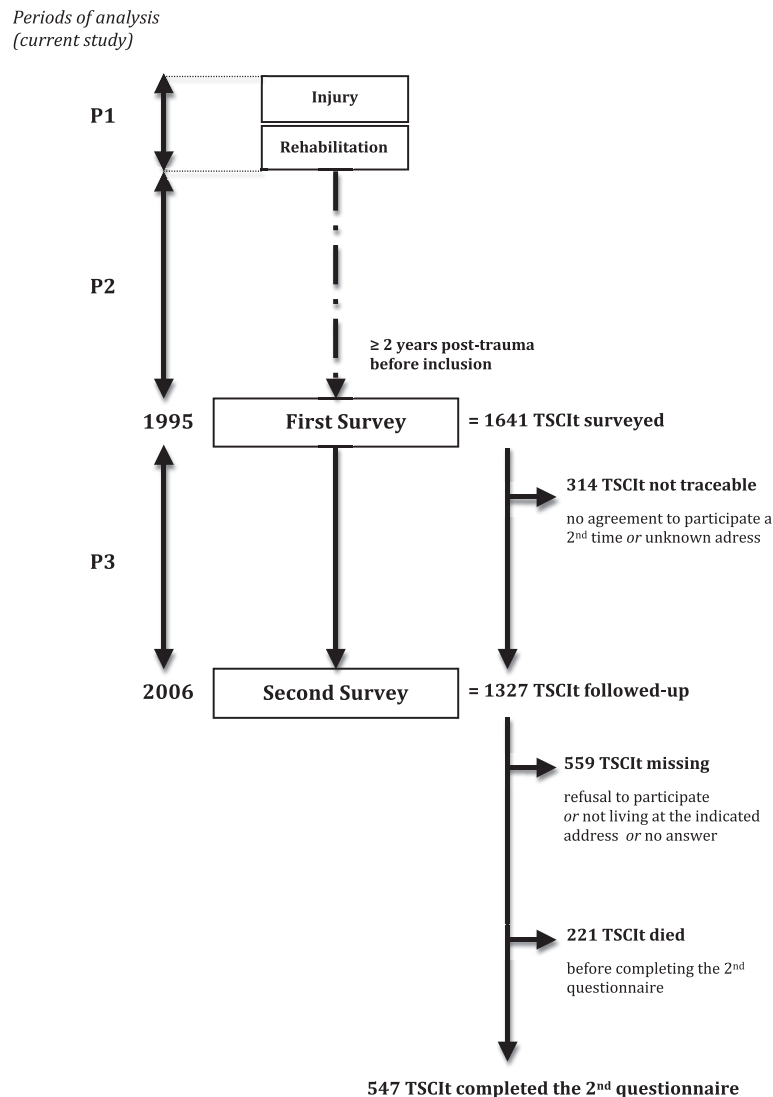 Periods of analysis
(current study)
Injury
P1
Rehabilitation
P2
≥ 2 years post-trauma
before inclusion
1995
First Survey
= 1641 TSCIt surveyed
314 TSCIt not traceable
no agreement to participate a
2nd time or unknown adress
P3
2006
Second Survey
= 1327 TSCIt followed-up
559 TSCIt missing
refusal to participate
or not living at the indicated
address or no answer
221 TSCIt died
before completing the 2nd
questionnaire
547 TSCIt completed the 2nd questionnaire